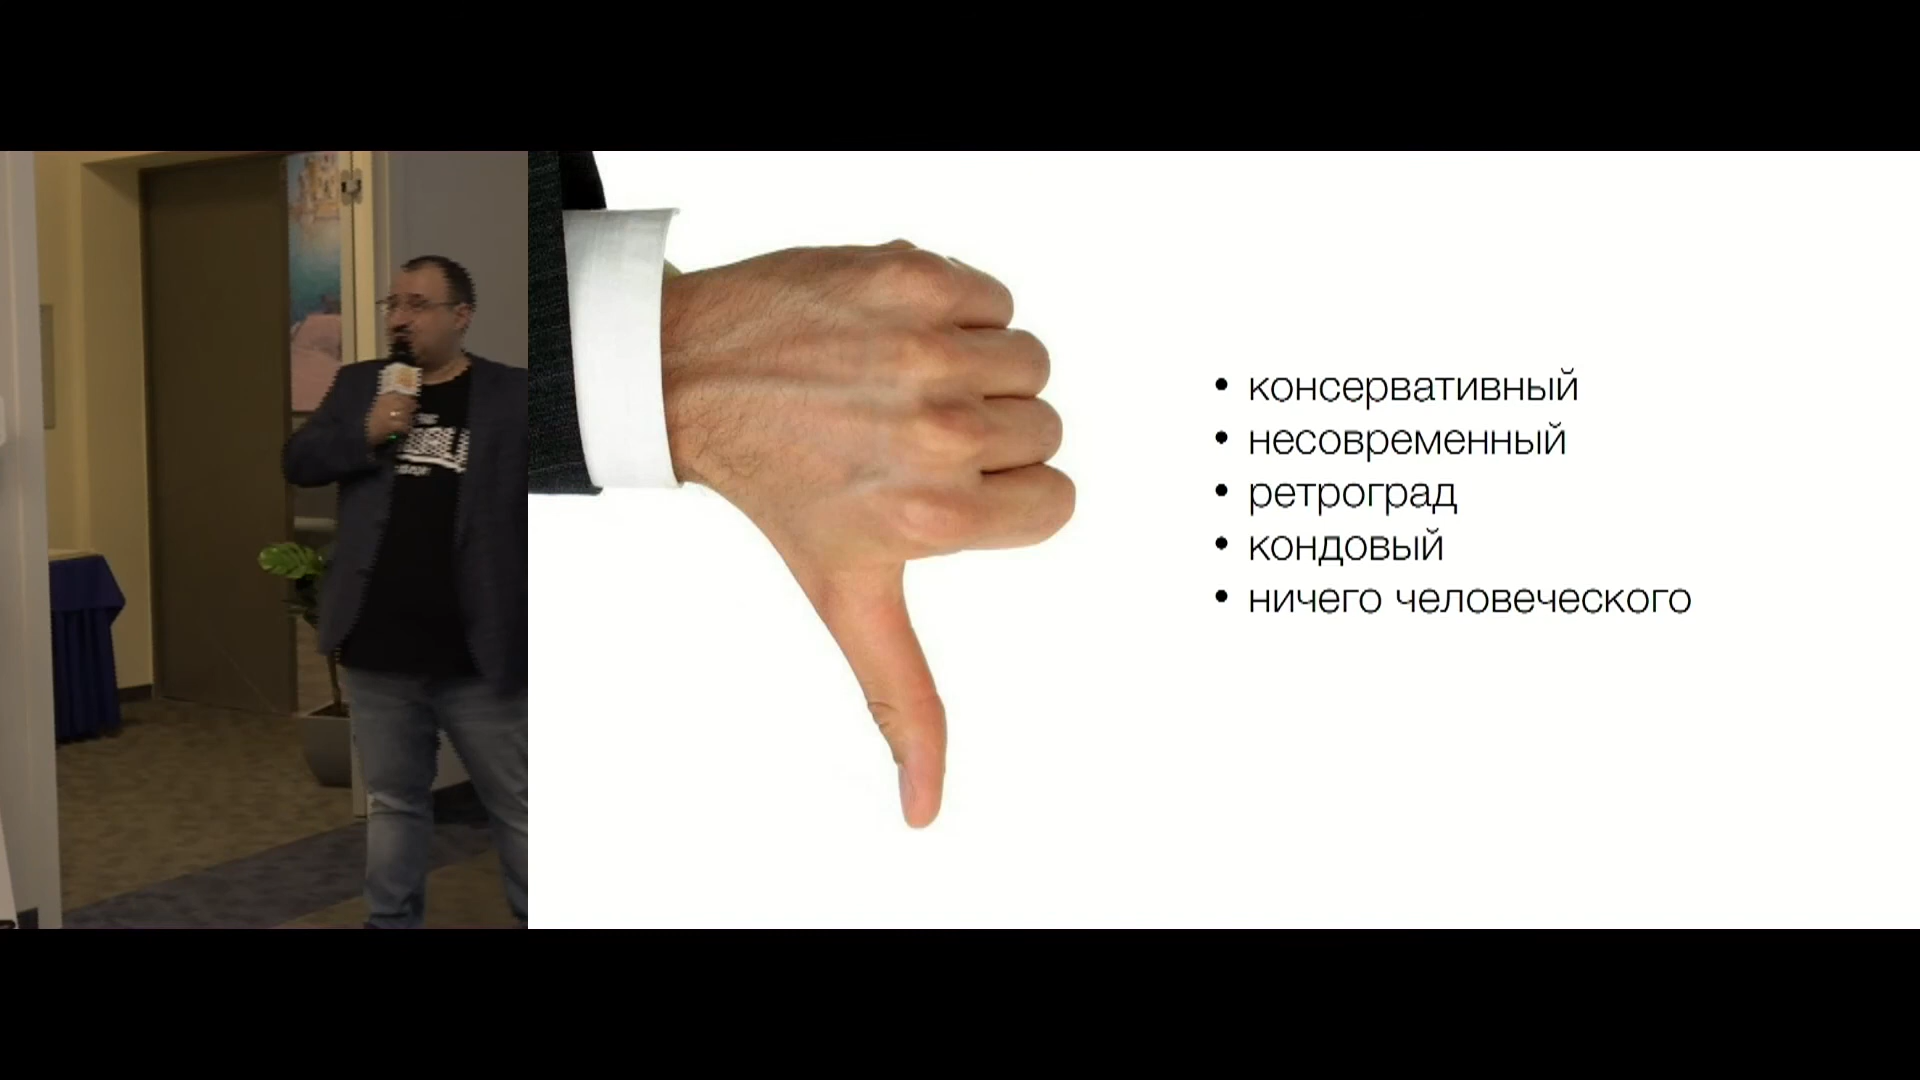 консервативный
несовременный
ретроград
кондовый
ничего человеческого